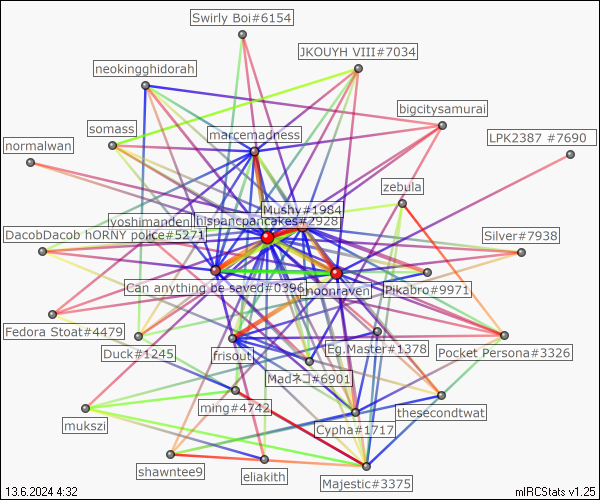 Swirly Boi#6154
JKOUYH VIII#7034
neokingghidorah
bigcitysamurai
somass
marcemadness
LPK2387 #7690
normalwan
zebula
Mushy#1984
yoshimanden
hispancpancakes#2928
DacobDacob hORNY police#5271
Silver#7938
Can anything be saved#0396
moonraven
Pikabro#9971
Fedora Stoat#4479
Duck#1245
frisout
Eg.Master#1378
Pocket Persona#3326
Madネコ#6901
ming#4742
thesecondtwat
mukszi
Cypha#1717
shawntee9
eliakith
Majestic#3375
13.6.2024 4:32
mIRCStats v1.25